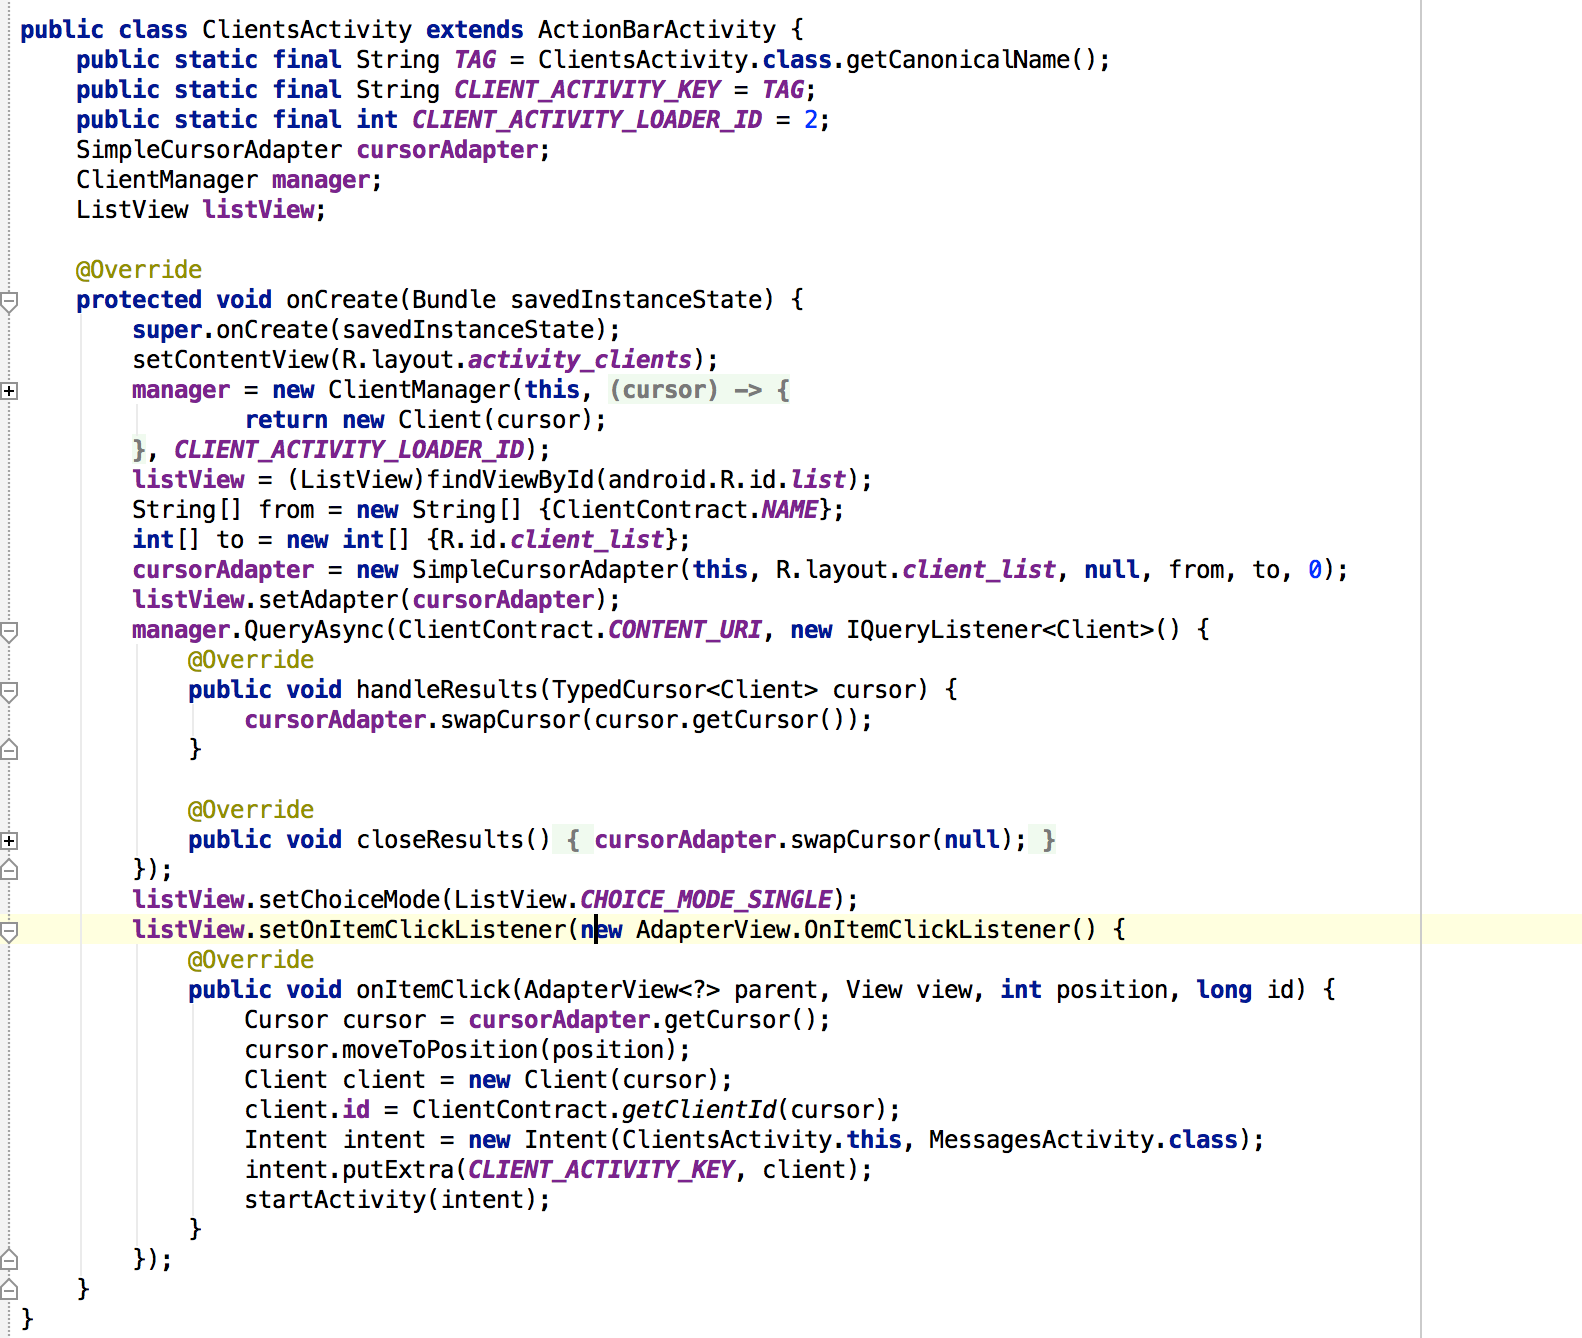 public class ClientsActivity extends ActionBarActivity {
    public static final String TAG = ClientsActivity.class.getCanonicalName();
    public static final String CLIENT_ACTIVITY_KEY = TAG;
    public static final int CLIENT_ACTIVITY_LOADER_ID = 2;
    SimpleCursorAdapter cursorAdapter;
    ClientManager manager;
    ListView listView;

    @Override
    protected void onCreate(Bundle savedInstanceState) {
        super.onCreate(savedInstanceState);
        setContentView(R.layout.activity_clients);
        manager = new ClientManager(this, (cursor) -> {
                return new Client(cursor);
        }, CLIENT_ACTIVITY_LOADER_ID);
        listView = (ListView)findViewById(android.R.id.list);
        String[] from = new String[] {ClientContract.NAME};
        int[] to = new int[] {R.id.client_list};
        cursorAdapter = new SimpleCursorAdapter(this, R.layout.client_list, null, from, to, 0);
        listView.setAdapter(cursorAdapter);
        manager.QueryAsync(ClientContract.CONTENT_URI, new IQueryListener<Client>() {
            @Override
            public void handleResults(TypedCursor<Client> cursor) {
                cursorAdapter.swapCursor(cursor.getCursor());
            }

            @Override
            public void closeResults() { cursorAdapter.swapCursor(null); }
        });
        listView.setChoiceMode(ListView.CHOICE_MODE_SINGLE);
        listView.setOnItemClickListener(new AdapterView.OnItemClickListener() {
            @Override
            public void onItemClick(AdapterView<?> parent, View view, int position, long id) {
                Cursor cursor = cursorAdapter.getCursor();
                cursor.moveToPosition(position);
                Client client = new Client(cursor);
                client.id = ClientContract.getClientId(cursor);
                Intent intent = new Intent(ClientsActivity.this, MessagesActivity.class);
                intent.putExtra(CLIENT_ACTIVITY_KEY, client);
                startActivity(intent);
            }
        });
    }
}